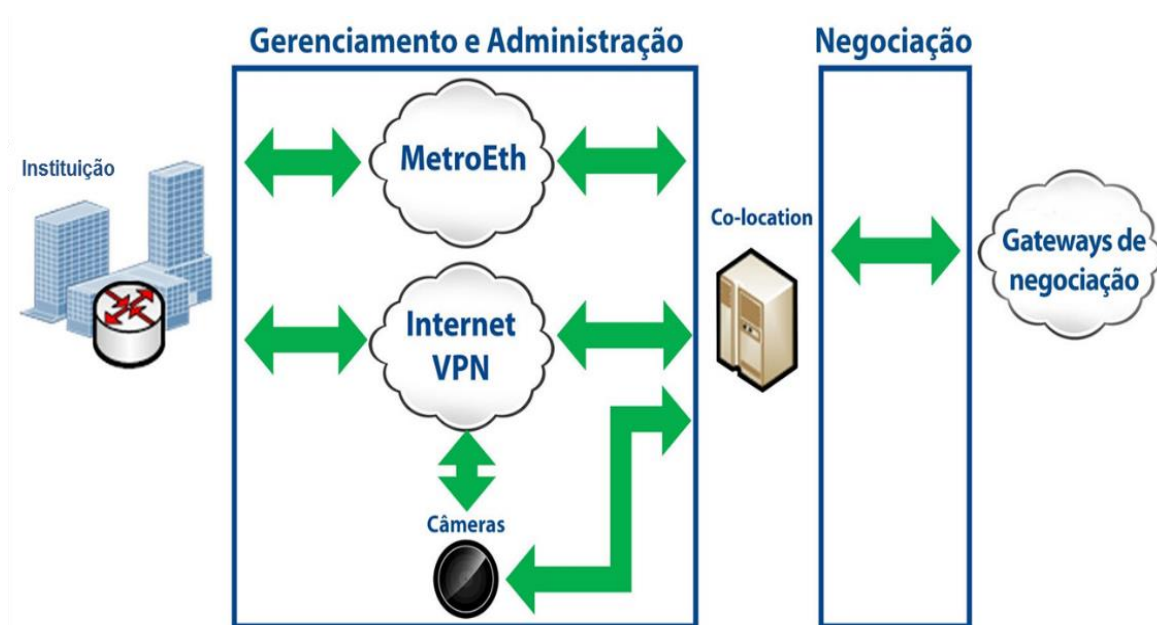 Gerenciamento e Administração
Negociação
Instituição
MetroEth
Co-location
Gateways de
negociação
Internet
VPN
Câmeras